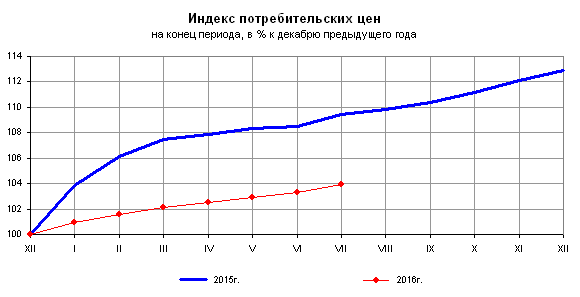 Индекс потребительских цен
на конец периода, в % к декабрю предыдущего года
114
112
110
108
106
104
102
100
XII I II III IV V VI VII VIII IX X XI XII
2015г. 2016г.